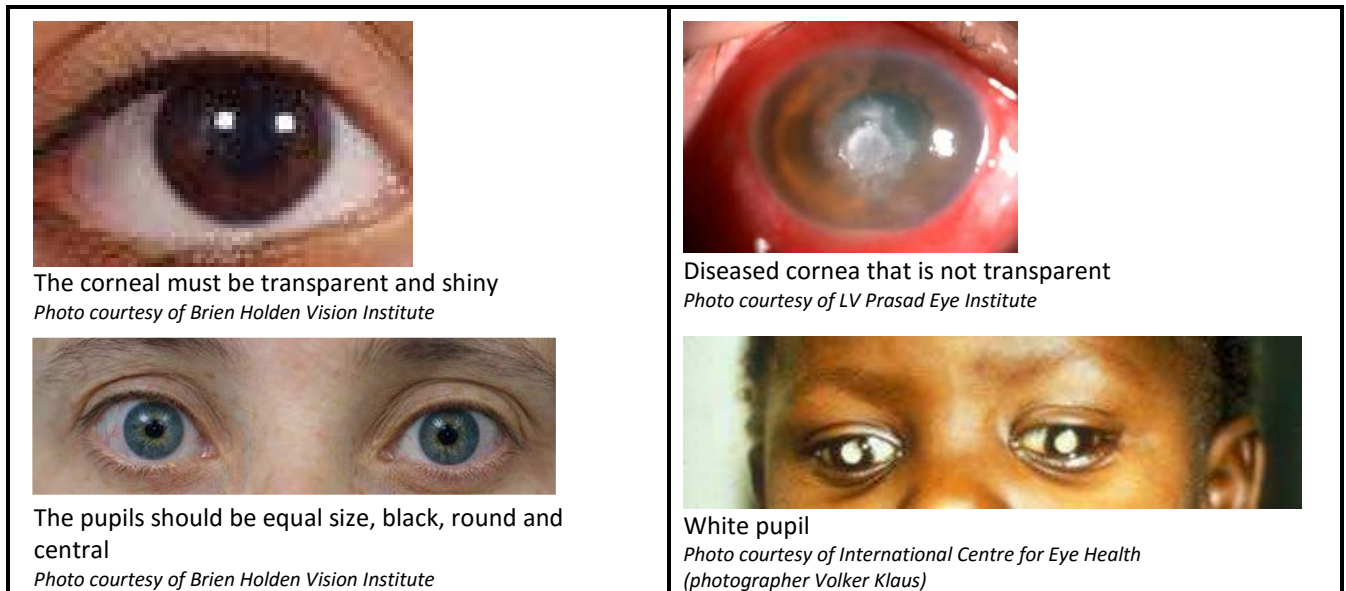 The corneal must be transparent and shiny
Photo courtesy of Brien Holden Vision Institute
The pupils should be equal size, black, round and
central
Photo courtesy of Brien Holden Vision Institute
Diseased cornea that is not transparent
Photo courtesy of LV Prasad Eye Institute
White pupil
Photo courtesy of International Centre for Eye Health
(photographer Volker Klaus)